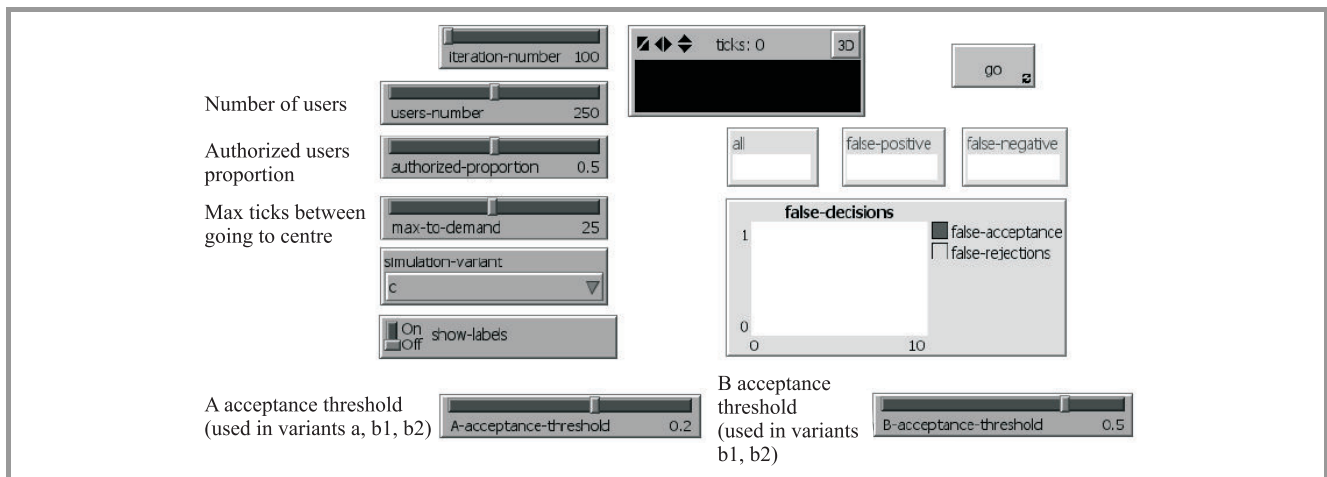 iteration-number 100
ticks: 0 3D
go
Number of users
users-number 250
all
false-positive
false-negative
Authorized users
proportion
authorized-proportion 0.5
Max ticks between
going to centre
max-to-demand 25
false-decisions
1
0
0 10
false-acceptance
false-rejections
simulation-variant
c
On
Off
show-labels
A acceptance threshold
(used in variants a, b1, b2)
A-acceptance-threshold 0.2
B acceptance
threshold
(used in variants
b1, b2)
B-acceptance-threshold 0.5